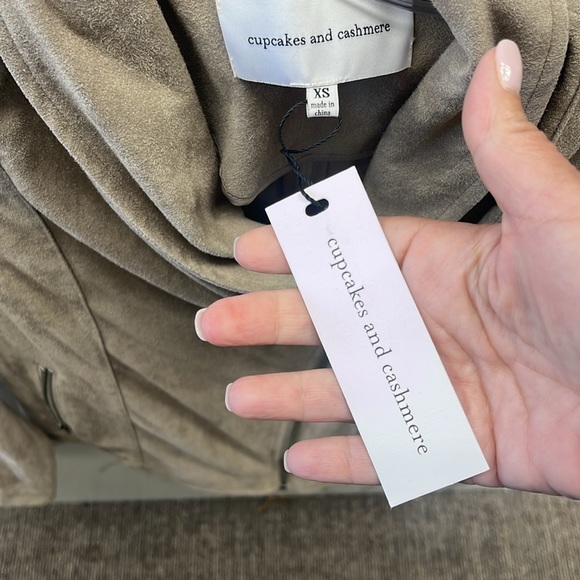 cupcakes and cashmere
XS
made in
china
cupcakes and cashmere